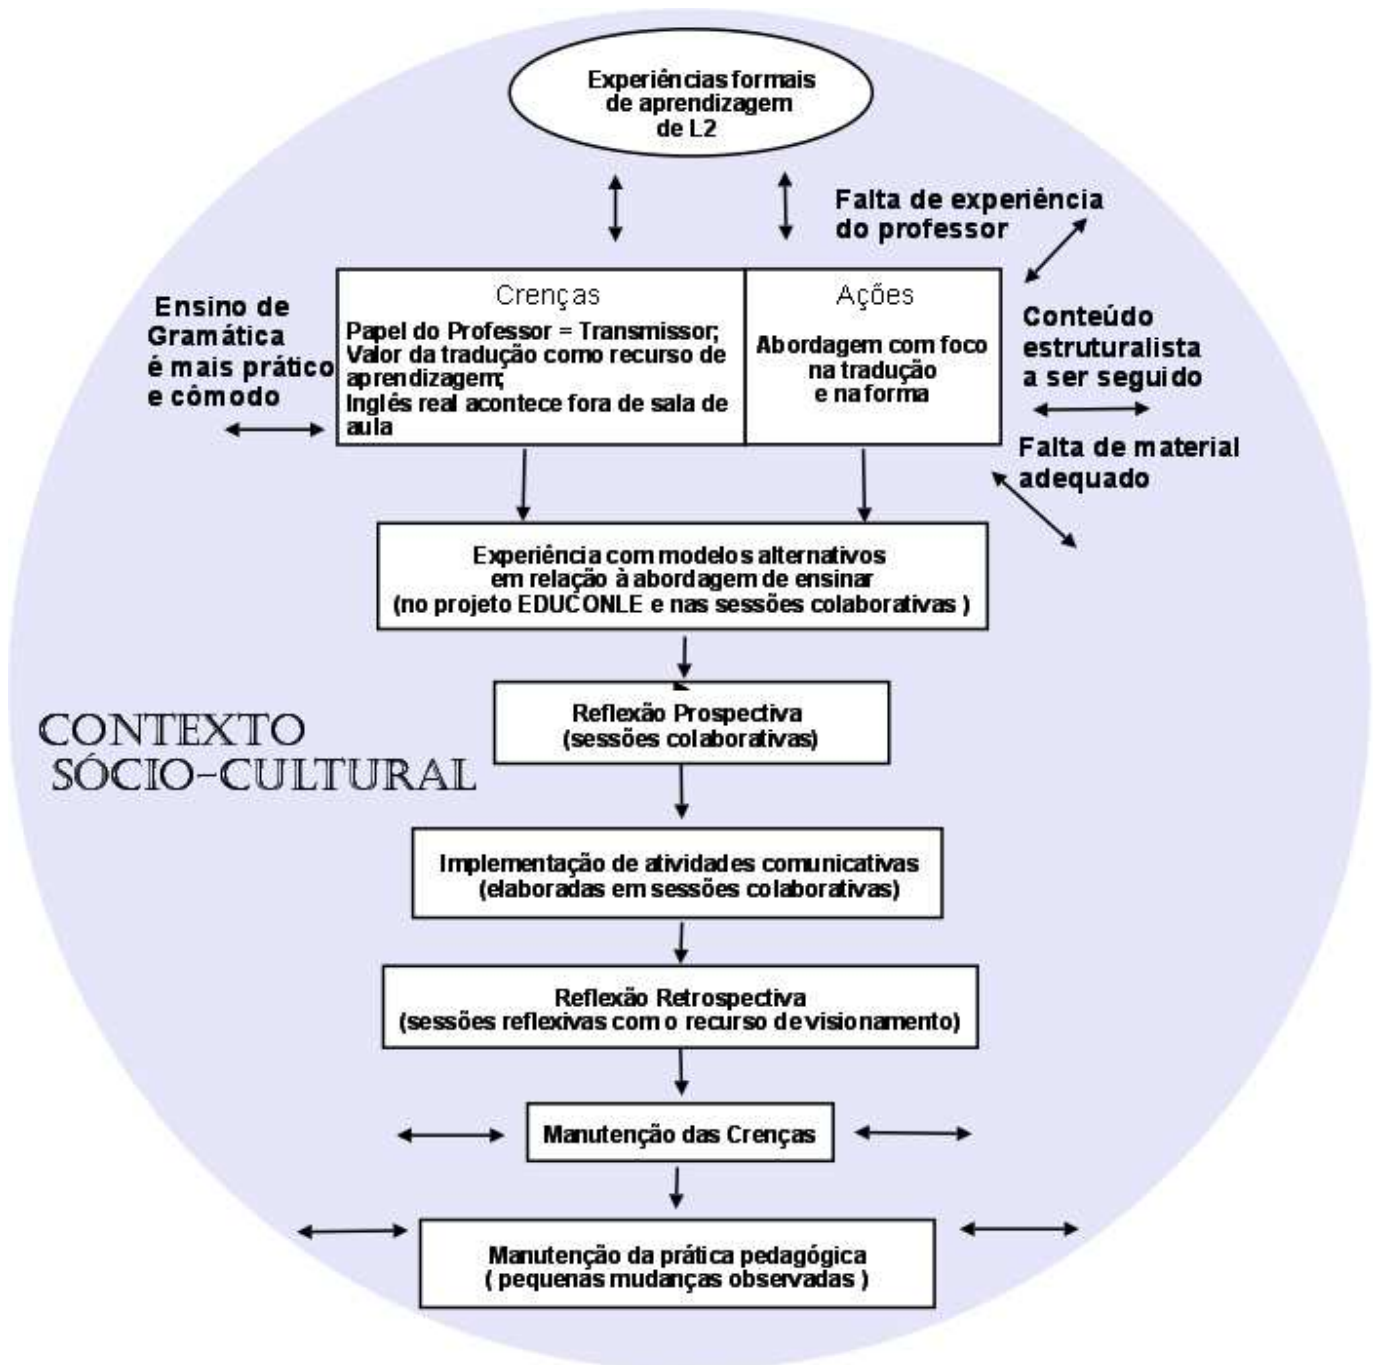 Experiências formais
de aprendizagem
de L2
Falta de experiência
do professor
Ensino de
Gramática
é mais prático
e cômodo
Crenças
Papel do Professor = Transmissor;
Valor da tradução como recurso de
aprendizagem;
Inglês real acontece fora de sala de
aula
Ações
Abordagem com foco
na tradução
e na forma
Conteúdo
estruturalista
a ser seguido
Falta de material
adequado
Experiência com modelos alternativos
em relação à abordagem de ensinar
(no projeto EDUCONLE e nas sessões colaborativas )
Reflexão Prospectiva
(sessões colaborativas)
CONTEXTO
SÓCIO-CULTURAL
Implementação de atividades comunicativas
(elaboradas em sessões colaborativas)
Reflexão Retrospectiva
(sessões reflexivas com o recurso de visionamento)
Manutenção das Crenças
Manutenção da prática pedagógica
( pequenas mudanças observadas )